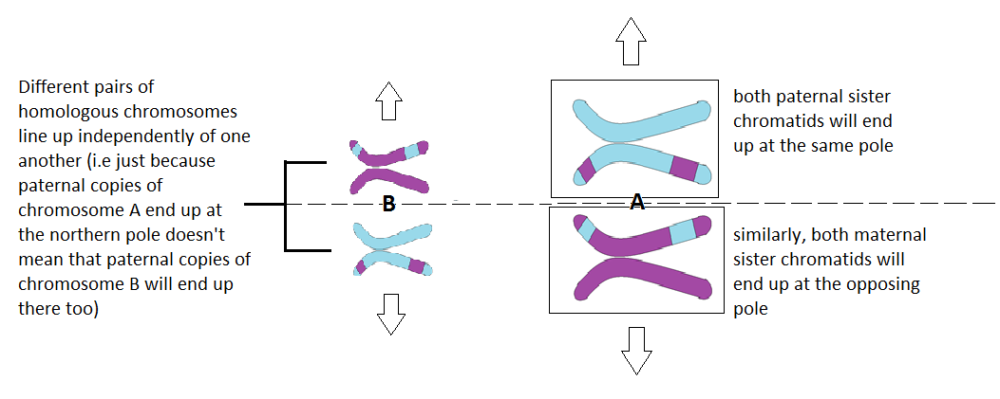 Different pairs of
homologous chromosomes
line up independently of one
another (i.e just because
paternal copies of
chromosome A end up at
the northern pole doesn't
mean that paternal copies of
chromosome B will end up
there too)
B
A
both paternal sister
chromatids will end
up at the same pole
similarly, both maternal
sister chromatids will
end up at the opposing
pole